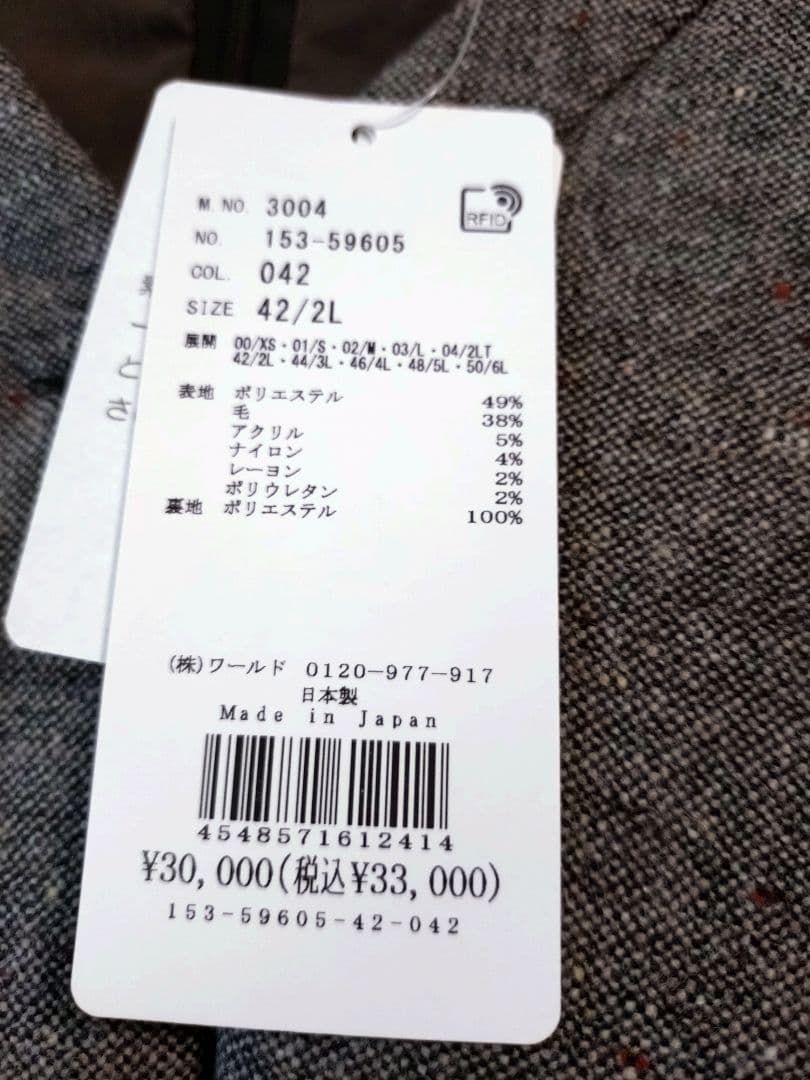 RFID
M.NO. 3004
NO. 153-59605
COL. 042
SIZE 42/2L
展開 00/XS・01/S・02/M・03/L・04/2LT
42/2L・44/3L・46/4L・48/5L・50/6L
表地 ポリエステル 49%
毛 38%
アクリル 5%
ナイロン 4%
レーヨン 2%
ポリウレタン 2%
裏地 ポリエステル 100%
(株)ワールド 0120-977-917
日本製
Made in Japan
4548571612414
¥30,000(税込¥33,000)
153-59605-42-042